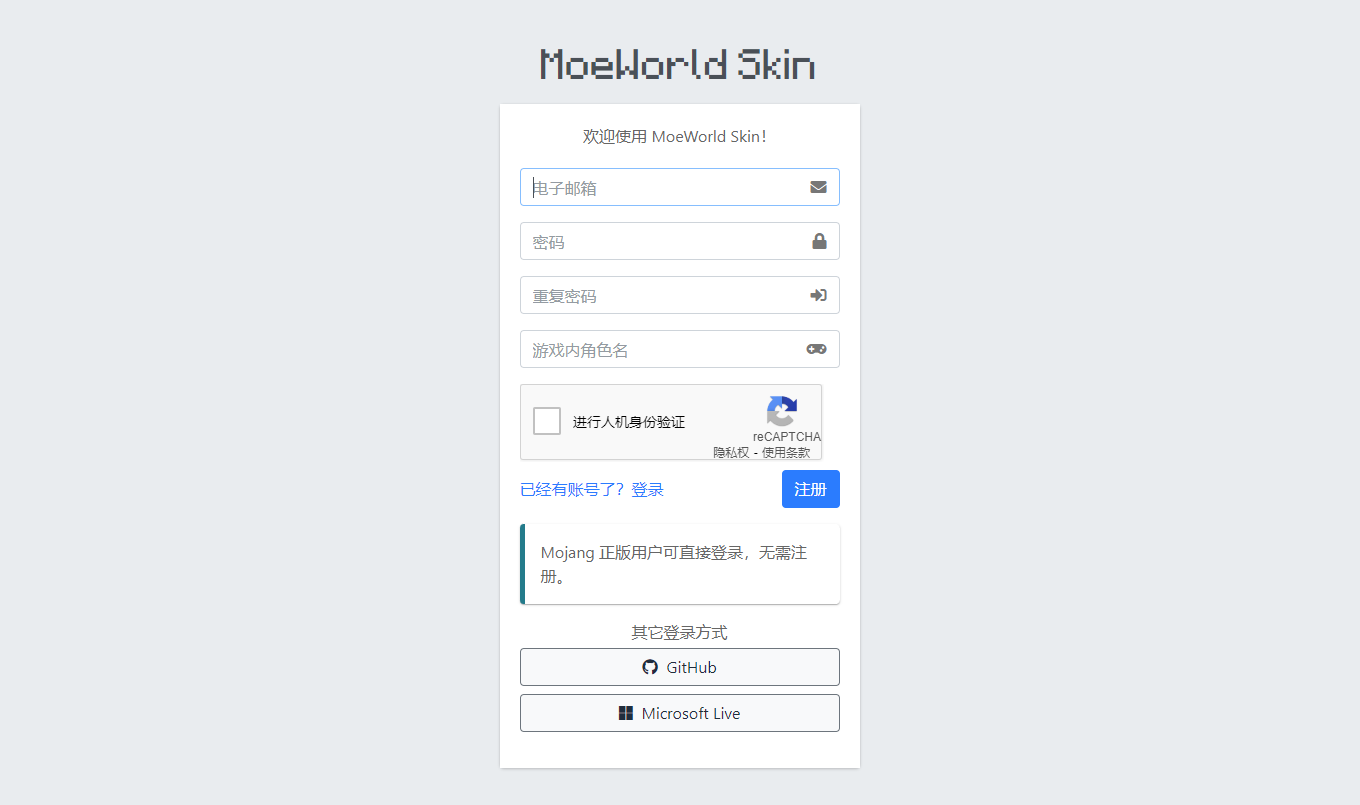 MoeWorld Skin
欢迎使用 MoeWorld Skin！
电子邮箱
密码
重复密码
游戏内角色名
进行人机身份验证
reCAPTCHA
隐私权 - 使用条款
已经有账号了？登录
注册
Mojang 正版用户可直接登录，无需注
册。
其它登录方式
GitHub
Microsoft Live